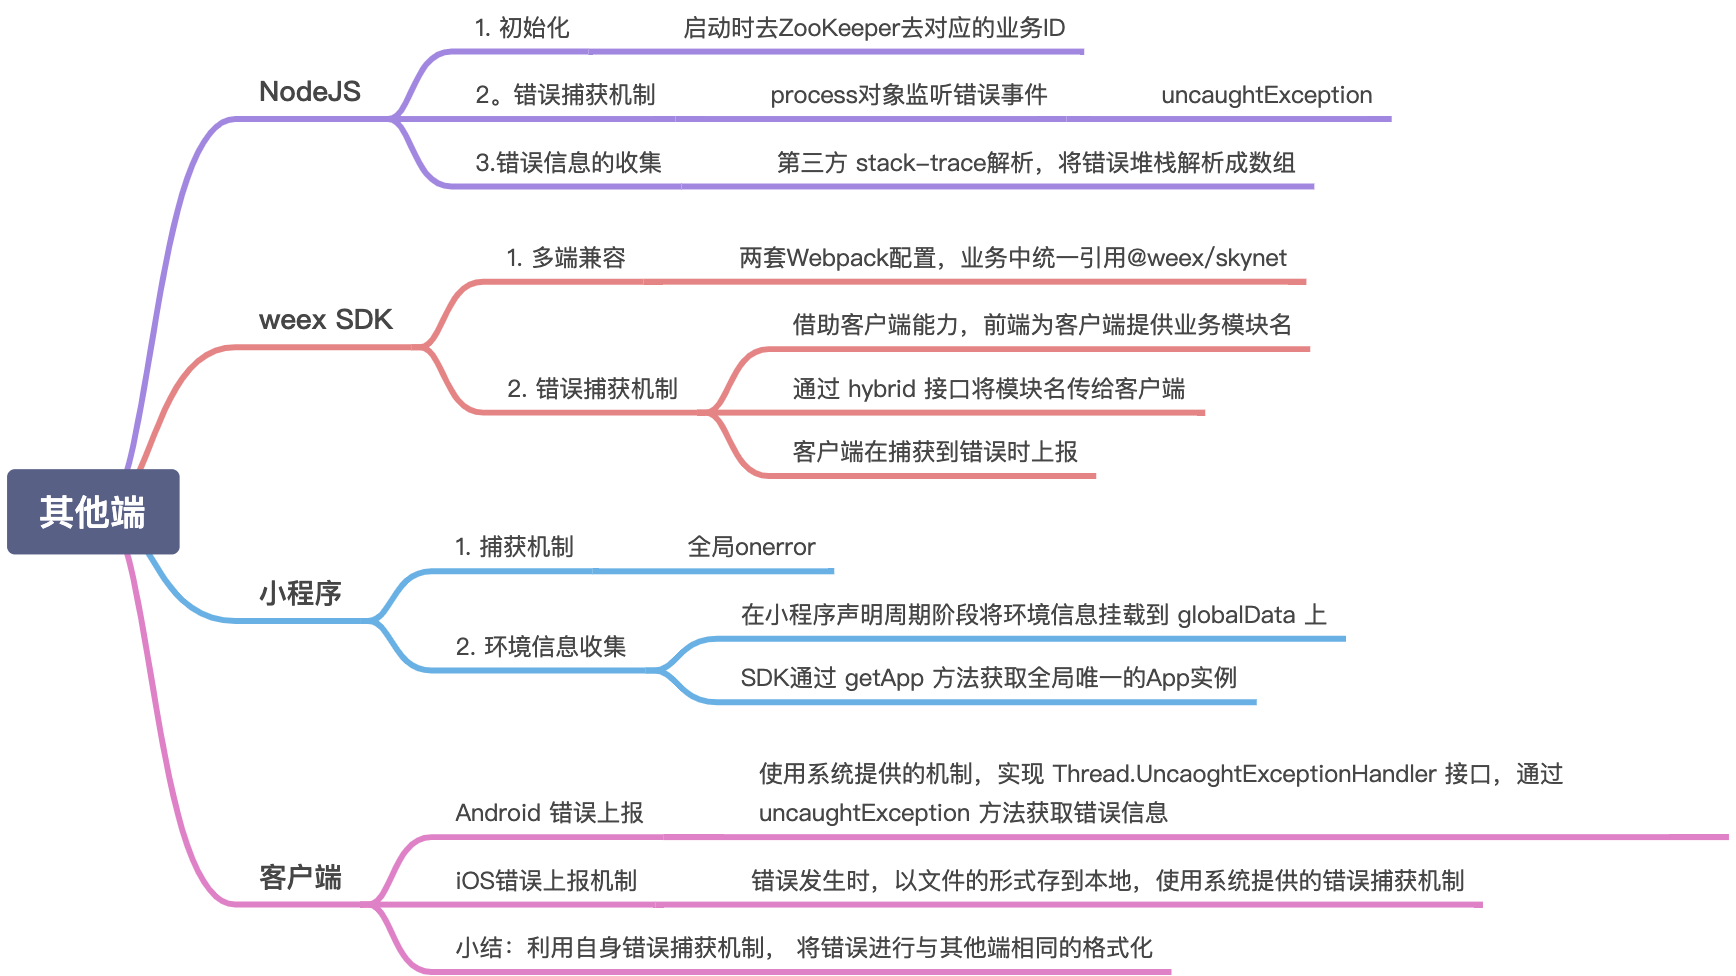 其他端
NodeJS
1. 初始化
启动时去ZooKeeper去对应的业务ID
2。错误捕获机制
process对象监听错误事件
uncaughtException
3.错误信息的收集
第三方 stack-trace解析，将错误堆栈解析成数组
weex SDK
1. 多端兼容
两套Webpack配置，业务中统一引用@weex/skynet
2. 错误捕获机制
借助客户端能力，前端为客户端提供业务模块名
通过 hybrid 接口将模块名传给客户端
客户端在捕获到错误时上报
小程序
1. 捕获机制
全局onerror
2. 环境信息收集
在小程序声明周期阶段将环境信息挂载到 globalData 上
SDK通过 getApp 方法获取全局唯一的App实例
客户端
Android 错误上报
使用系统提供的机制，实现 Thread.UncaoghtExceptionHandler 接口，通过
uncaughtException 方法获取错误信息
iOS错误上报机制
错误发生时，以文件的形式存到本地，使用系统提供的错误捕获机制
小结：利用自身错误捕获机制， 将错误进行与其他端相同的格式化